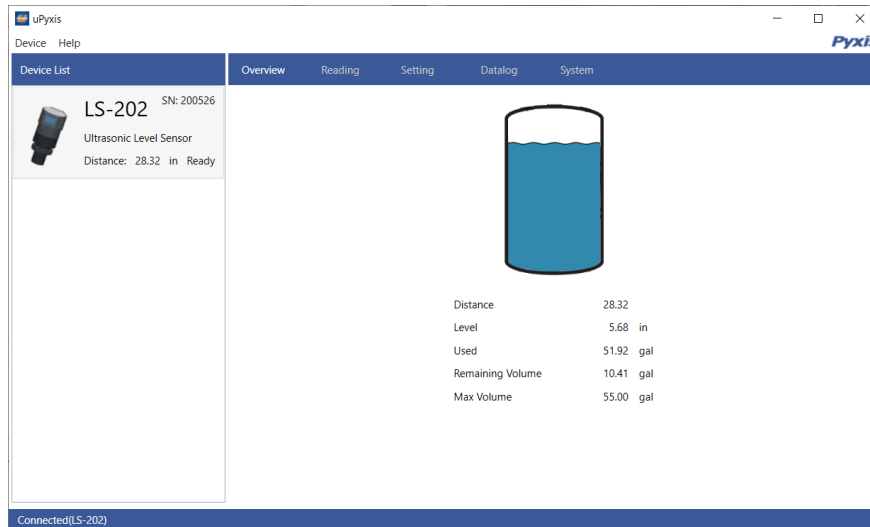 uPyxis
Device Help
Pyxis
Device List
Overview Reading Setting Datalog System
LS-202 SN: 200526
Ultrasonic Level Sensor
Distance: 28.32 in Ready
Distance 28.32
Level 5.68 in
Used 51.92 gal
Remaining Volume 10.41 gal
Max Volume 55.00 gal
Connected(LS-202)